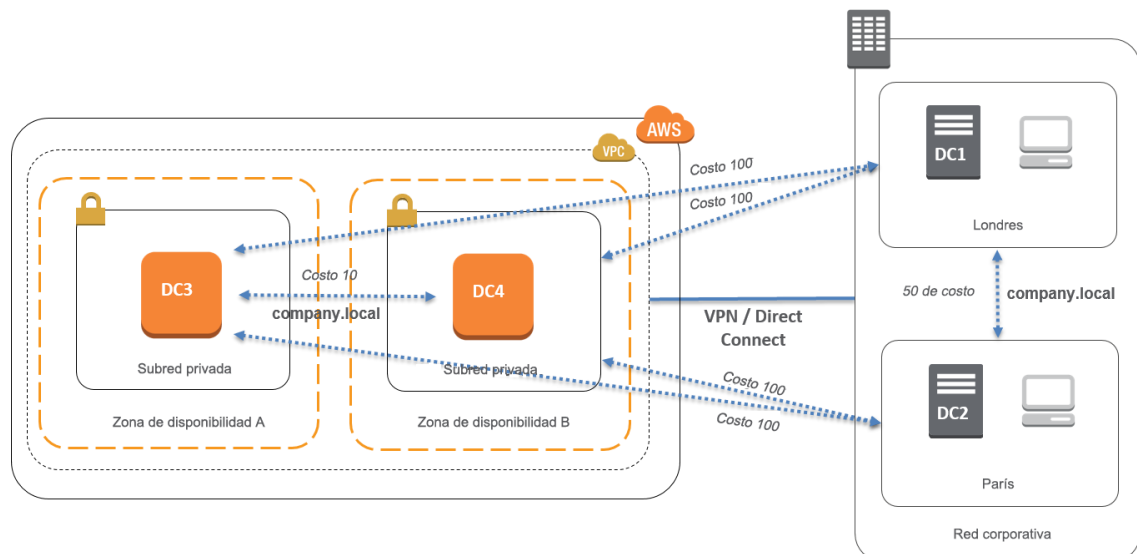 AWS
VPC
DC3
Subred privada
Zona de disponibilidad A
Costo 10
company.local
DC4
Subred privada
Zona de disponibilidad B
Costo 100
Costo 100
VPN / Direct
Connect
Costo 100
Costo 100
DC1
Londres
50 de costo
company.local
DC2
París
Red corporativa